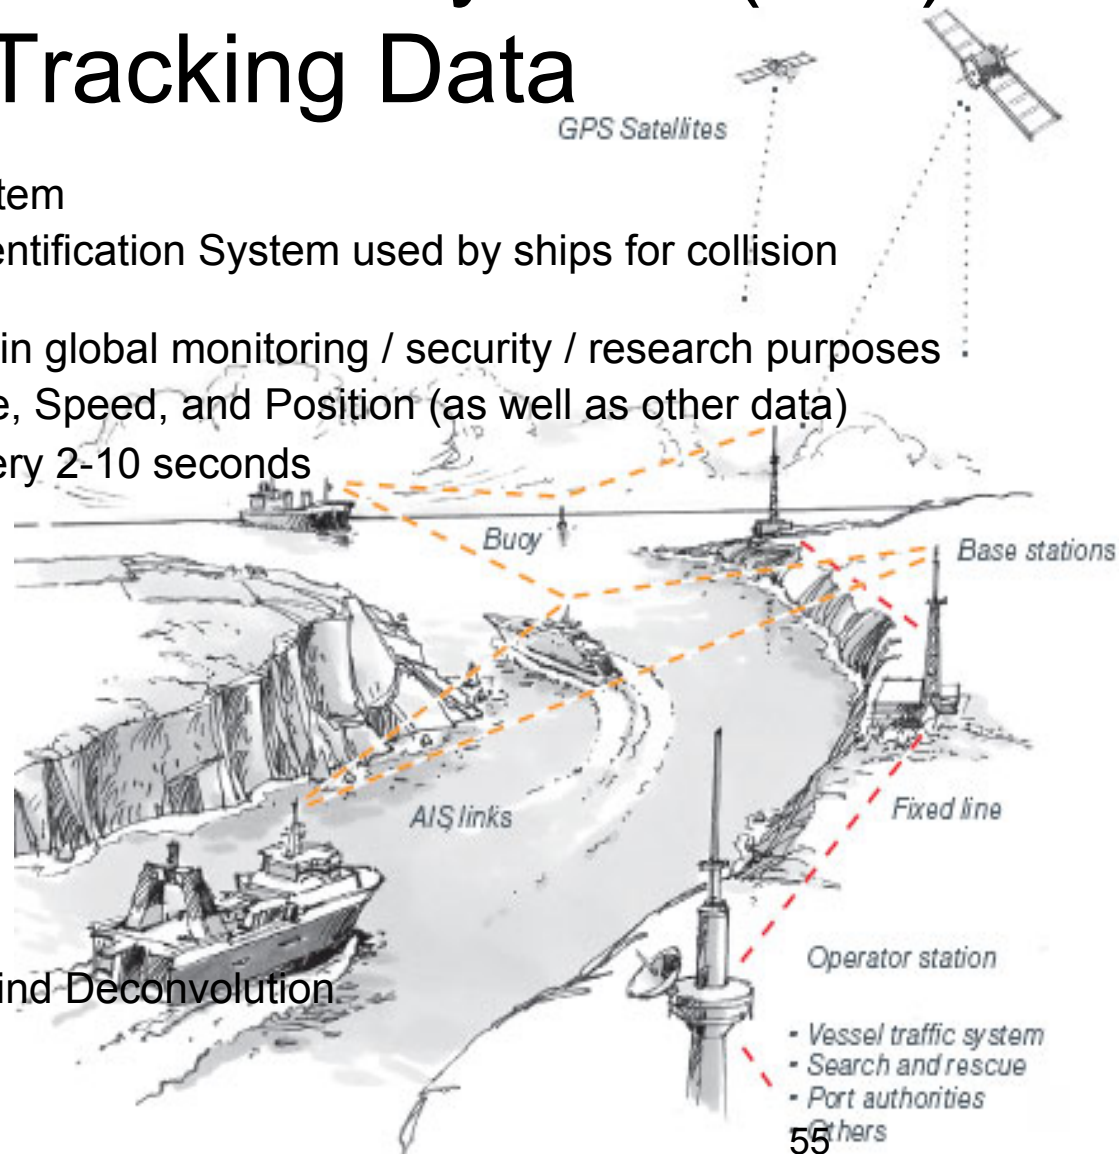 Tracking Data
GPS Satellites
tem
entification System used by ships for collision
in global monitoring / security / research purposes
e, Speed, and Position (as well as other data)
ery 2-10 seconds
Buoy
Base stations
AIS links
Fixed line
ind Deconvolution
Operator station
- Vessel traffic system
- Search and rescue
- Port authorities
- Others
55